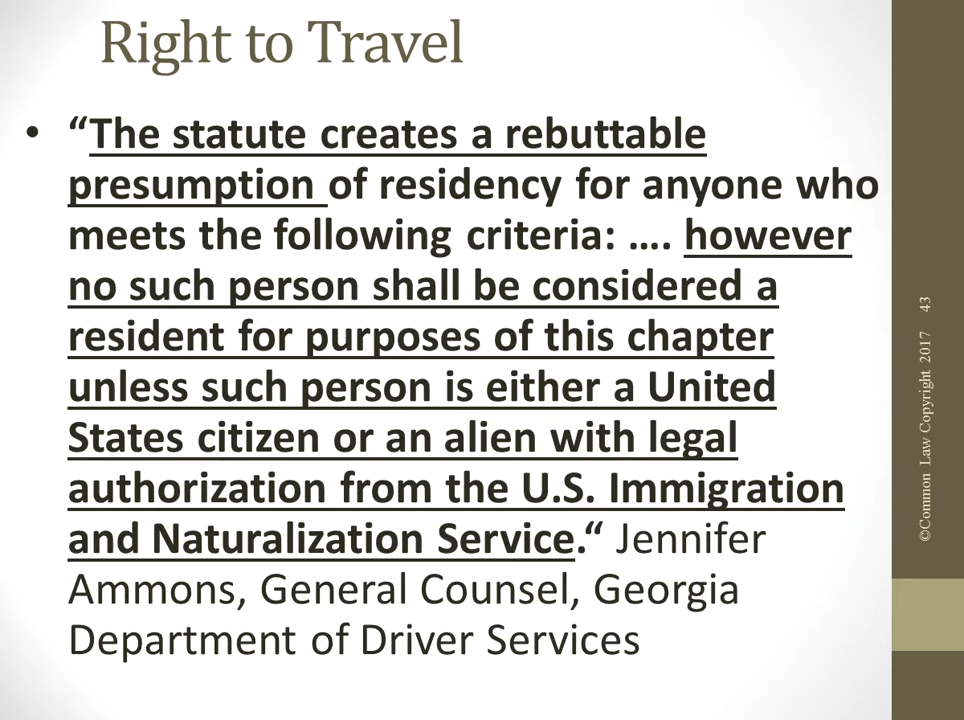 Right to Travel
• “The statute creates a rebuttable
presumption of residency for anyone who
meets the following criteria: …. however
no such person shall be considered a
resident for purposes of this chapter
unless such person is either a United
States citizen or an alien with legal
authorization from the U.S. Immigration
and Naturalization Service.“ Jennifer
Ammons, General Counsel, Georgia
Department of Driver Services
©Common Law Copyright 2017 43